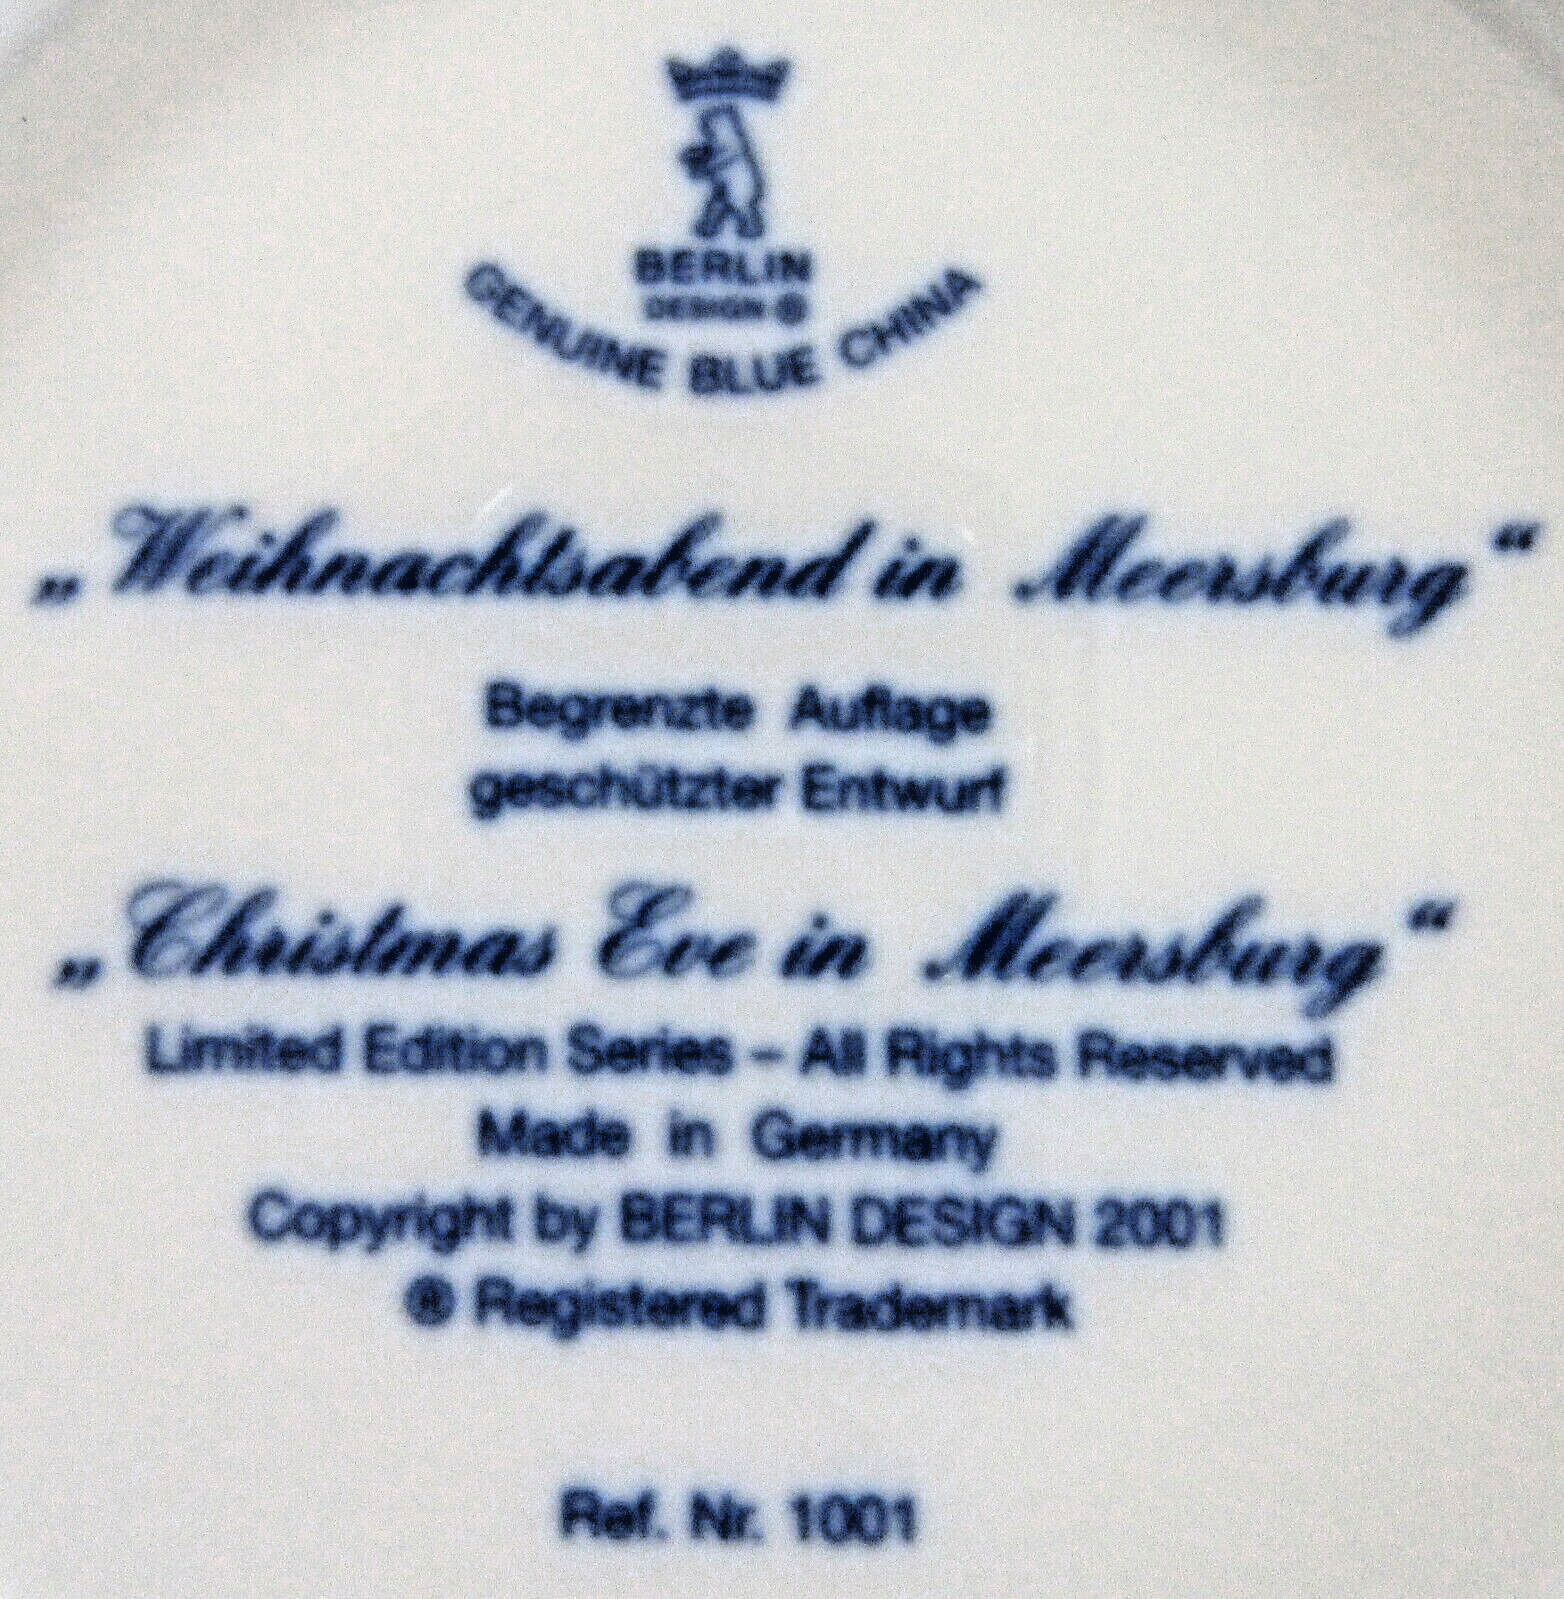 BERLIN
DESIGN ®
GENUINE BLUE CHINA
„Weihnachtsabend in Meersburg“
Begrenzte Auflage
geschützter Entwurf
„Christmas Eve in Meersburg“
Limited Edition Series – All Rights Reserved
Made in Germany
Copyright by BERLIN DESIGN 2001
® Registered Trademark
Ref. Nr. 1001